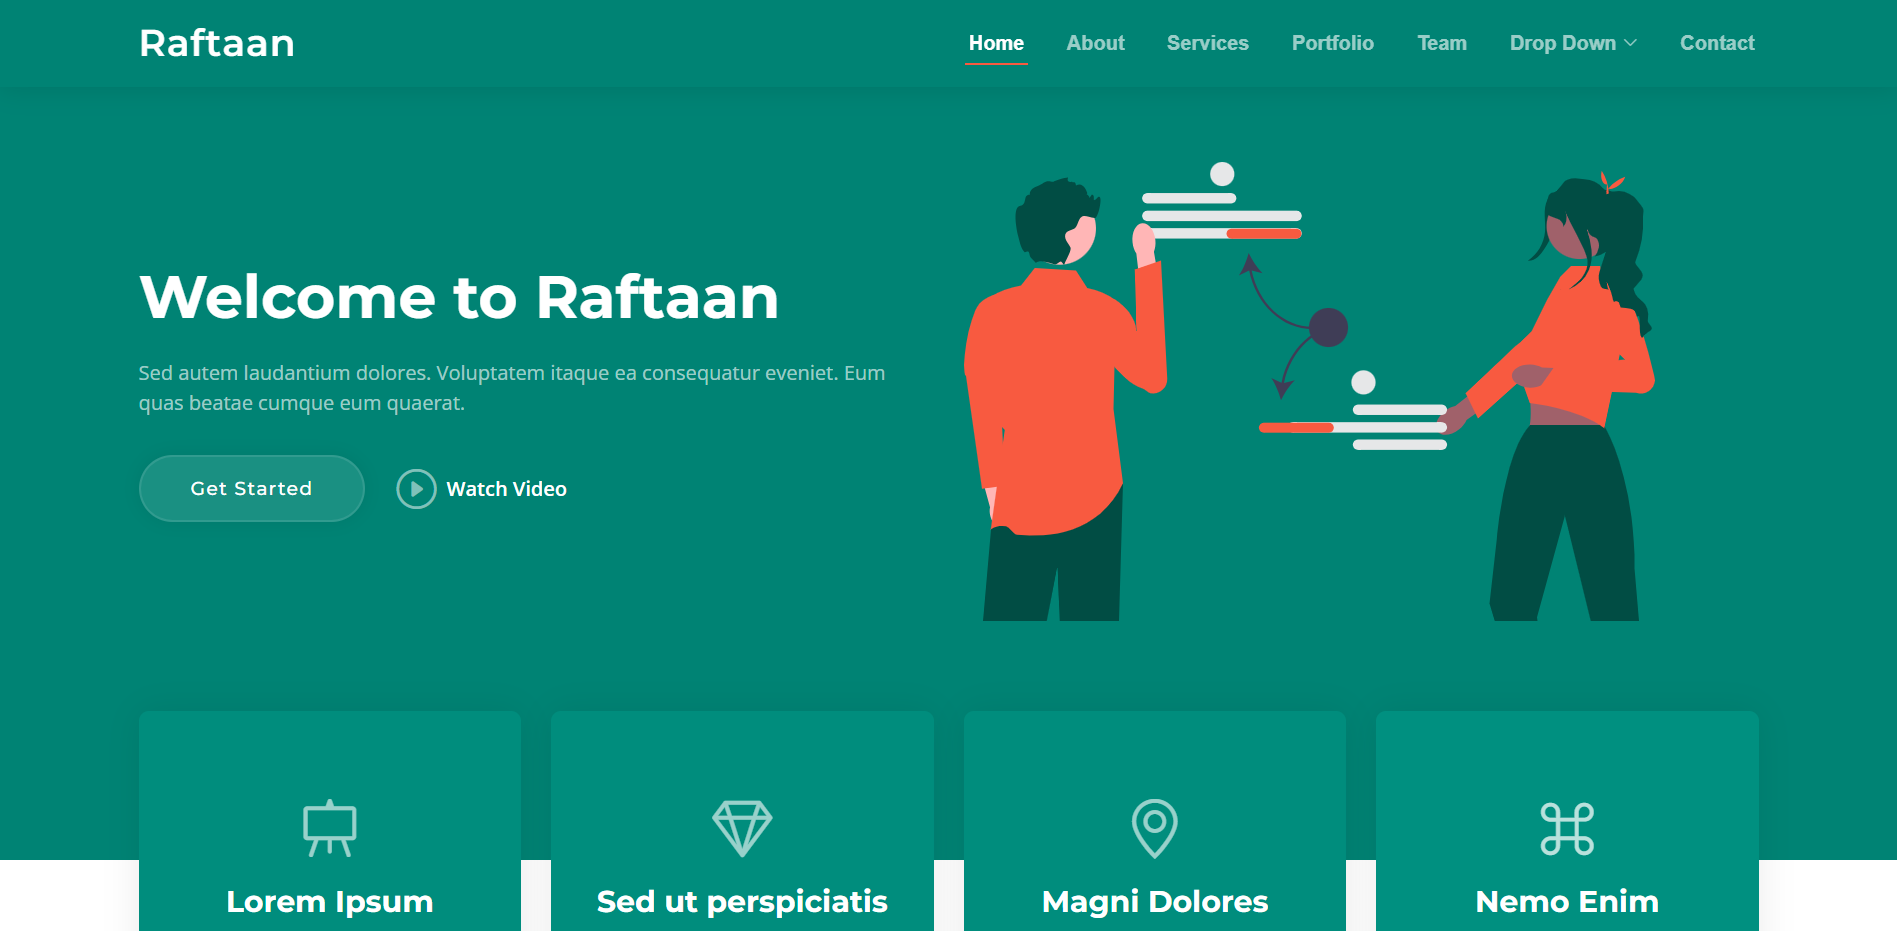 Raftaan
Home About Services Portfolio Team Drop Down Contact
Welcome to Raftaan
Sed autem laudantium dolores. Voluptatem itaque ea consequatur eveniet. Eum
quas beatae cumque eum quaerat.
Get Started
Watch Video
Lorem Ipsum
Sed ut perspiciatis
Magni Dolores
Nemo Enim